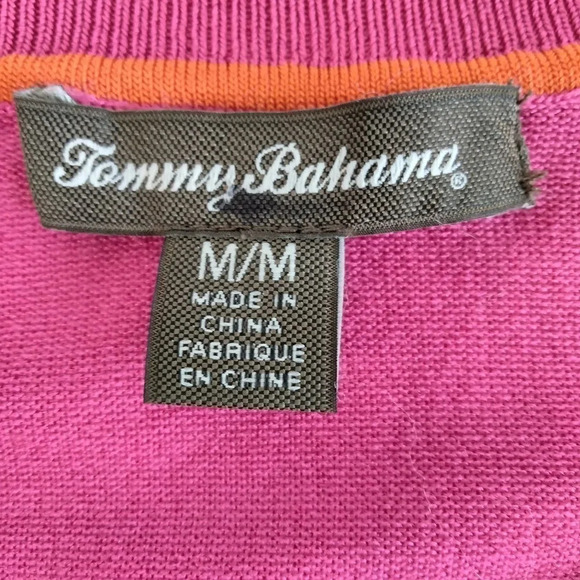 Tommy Bahama®
M/M
MADE IN
CHINA
FABRIQUE
EN CHINE